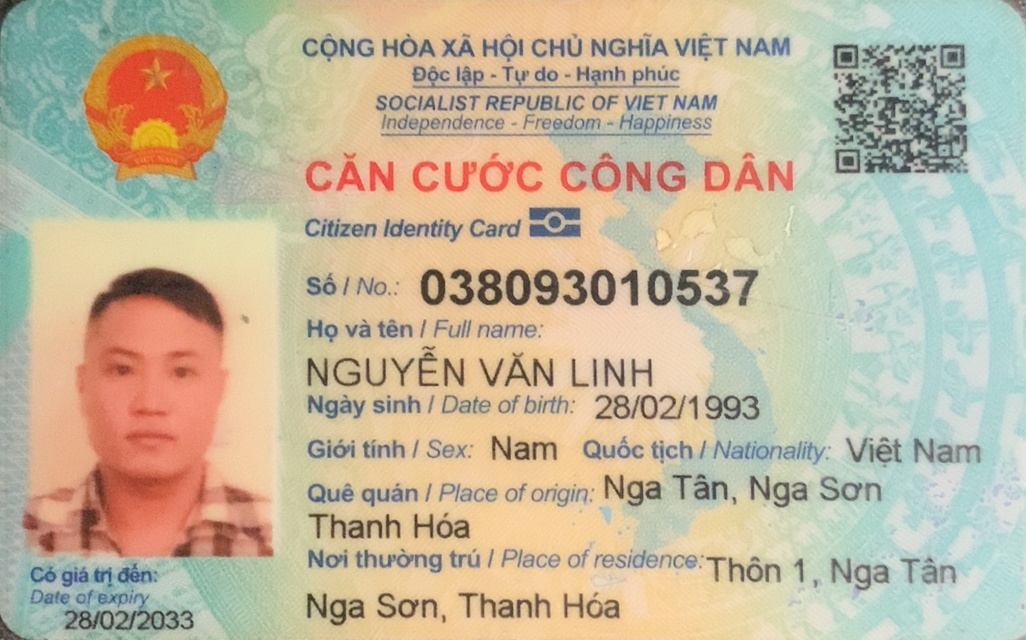 CỘNG HÒA XÃ HỘI CHỦ NGHĨA VIỆT NAM
Độc lập - Tự do - Hạnh phúc
SOCIALIST REPUBLIC OF VIET NAM
Independence - Freedom - Happiness
CĂN CƯỚC CÔNG DÂN
Citizen Identity Card
Số / No.: 038093010537
Họ và tên / Full name:
NGUYỄN VĂN LINH
Ngày sinh / Date of birth: 28/02/1993
Giới tính / Sex: Nam Quốc tịch / Nationality: Việt Nam
Quê quán / Place of origin: Nga Tân, Nga Sơn
Thanh Hóa
Nơi thường trú / Place of residence: Thôn 1, Nga Tân
Nga Sơn, Thanh Hóa
Có giá trị đến:
Date of expiry
28/02/2033
VIỆT NAM